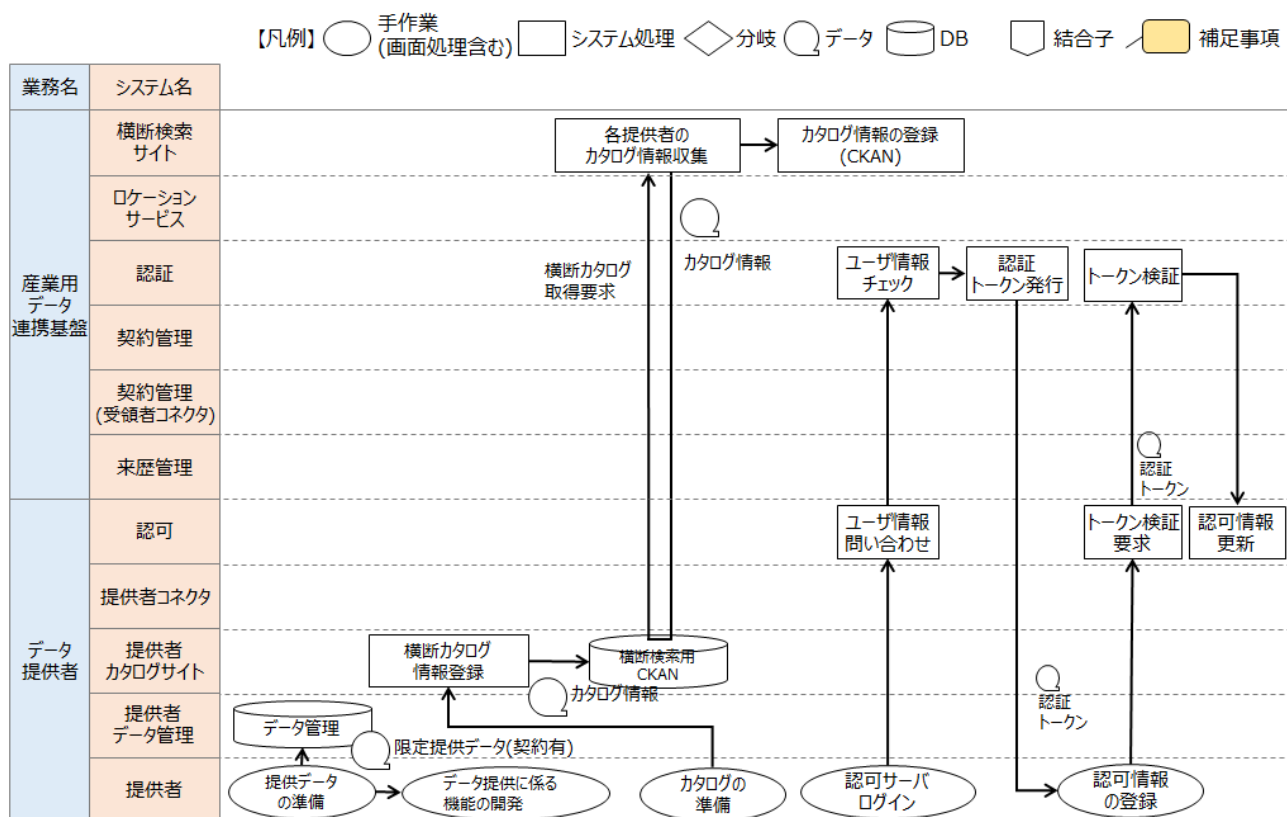 【凡例】
手作業
(画面処理含む)
システム処理
分岐
データ
DB
結合子
補足事項
業務名
システム名
産業用
データ
連携基盤
横断検索
サイト
各提供者の
カタログ情報収集
カタログ情報の登録
(CKAN)
ロケーション
サービス
カタログ情報
横断カタログ
取得要求
認証
ユーザ情報
チェック
認証
トークン発行
トークン検証
契約管理
契約管理
(受領者コネクタ)
来歴管理
認証
トークン
データ
提供者
認可
ユーザ情報
問い合わせ
トークン検証
要求
認可情報
更新
提供者コネクタ
提供者
カタログサイト
横断カタログ
情報登録
横断検索用
CKAN
カタログ情報
認証
トークン
提供者
データ管理
データ管理
限定提供データ(契約有)
提供者
提供データ
の準備
データ提供に係る
機能の開発
カタログの
準備
認可サーバ
ログイン
認可情報
の登録